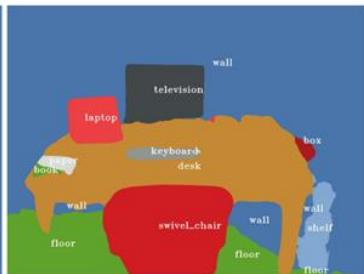 wall
television
laptop
keyboard
box
paper
desk
book
wall
wall
wall
swivel_chair
shelf
floor
floor
floor